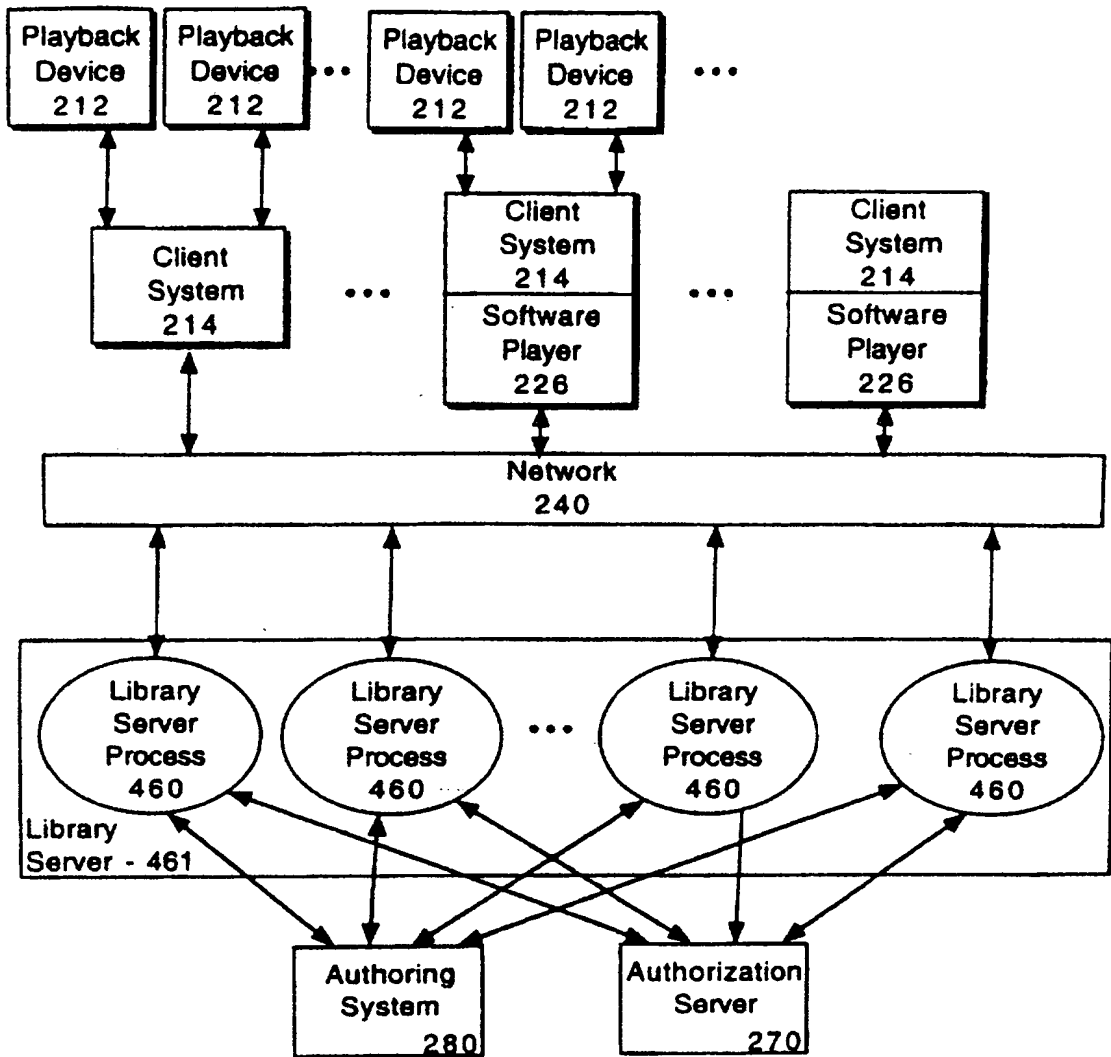 Playback
Device
212
Playback
Device
212
Playback
Device
212
Playback
Device
212
Client
System
214
Client
System
214
Software
Player
226
Client
System
214
Software
Player
226
Network
240
Library
Server
Process
460
Library
Server
Process
460
Library
Server
Process
460
Library
Server
Process
460
Library
Server - 461
Authoring
System
280
Authorization
Server
270